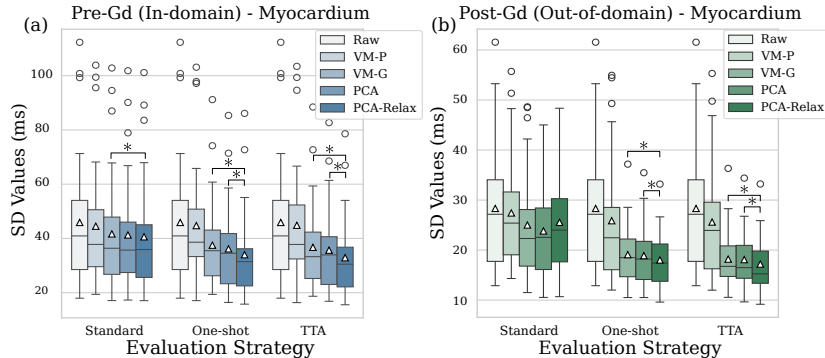 (a)
Pre-Gd (In-domain) - Myocardium
Raw
VM-P
VM-G
PCA
PCA-Relax
SD Values (ms)
100
80
60
40
20
*
*
*
*
*
Standard
One-shot
TTA
Evaluation Strategy
(b)
Post-Gd (Out-of-domain) - Myocardium
Raw
VM-P
VM-G
PCA
PCA-Relax
SD Values (ms)
60
50
40
30
20
10
*
*
*
*
Standard
One-shot
TTA
Evaluation Strategy